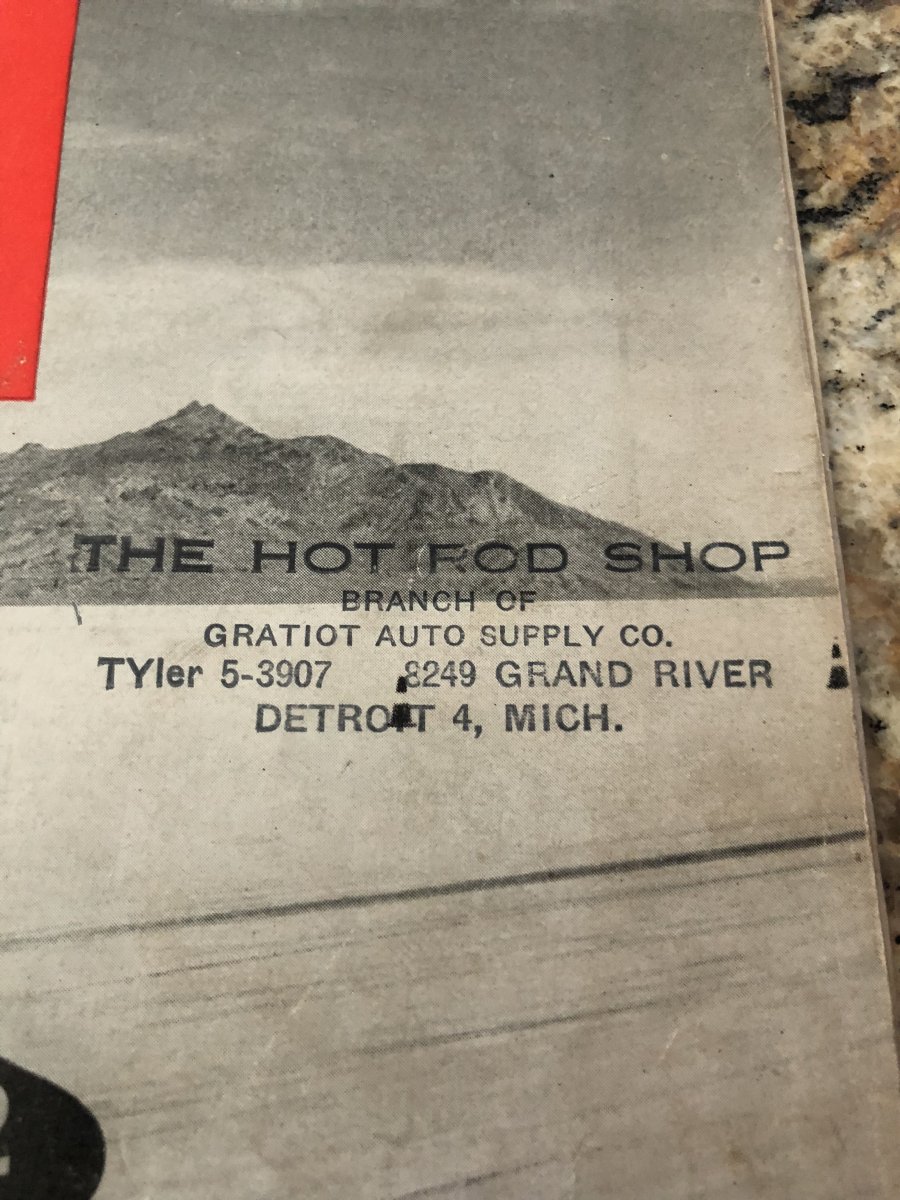 THE HOT ROD SHOP
BRANCH OF
GRATIOT AUTO SUPPLY CO.
TYler 5-3907 8249 GRAND RIVER
DETROIT 4, MICH.